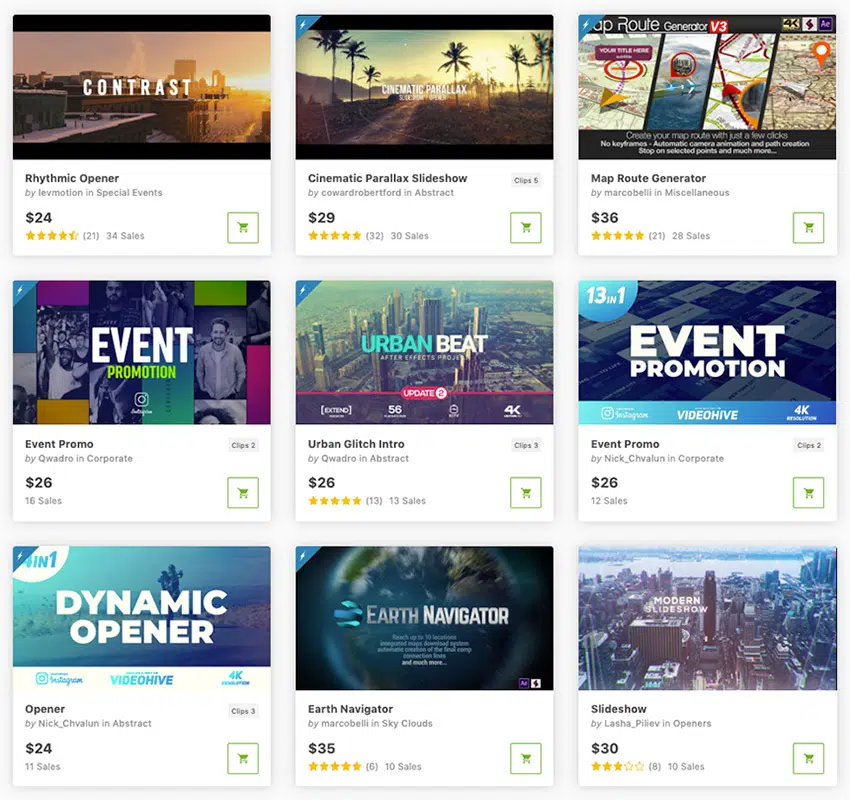 CONTRAST
Rhythmic Opener
by levmotion in Special Events
$24
(21) 34 Sales
CINEMATIC PARALLAX
SLIDESHOW | OPENER
Cinematic Parallax Slideshow
Clips 5
by cowardrobertford in Abstract
$29
(32) 30 Sales
ap Route Generator V3
4K
Ae
YOUR TITLE HERE
subtitle
Create your map route with just a few clicks
No keyframes - Automatic camera animation and path creation
Stop on selected points and much more...
Map Route Generator
by marcobelli in Miscellaneous
$36
(21) 28 Sales
EVENT
PROMOTION
Instagram
Event Promo
Clips 2
by Qwadro in Corporate
$26
16 Sales
URBAN BEAT
AFTER EFFECTS PROJECT
UPDATE 2
[EXTEND]
56
4K
Urban Glitch Intro
Clips 3
by Qwadro in Abstract
$26
(13) 13 Sales
13 IN 1
EVENT
PROMOTION
Instagram
VIDEOHIVE
4K
RESOLUTION
Event Promo
Clips 2
by Nick_Chvalun in Corporate
$26
12 Sales
4IN1
DYNAMIC
OPENER
Instagram
VIDEOHIVE
4K
RESOLUTION
Opener
Clips 3
by Nick_Chvalun in Abstract
$24
11 Sales
EARTH NAVIGATOR
Reach up to 10 locations
integrated maps download system
automatic creation of the final comp
connection lines
and much more...
Ae
Earth Navigator
by marcobelli in Sky Clouds
$35
(6) 10 Sales
MODERN
SLIDESHOW
Slideshow
by Lasha_Piliev in Openers
$30
(8) 10 Sales